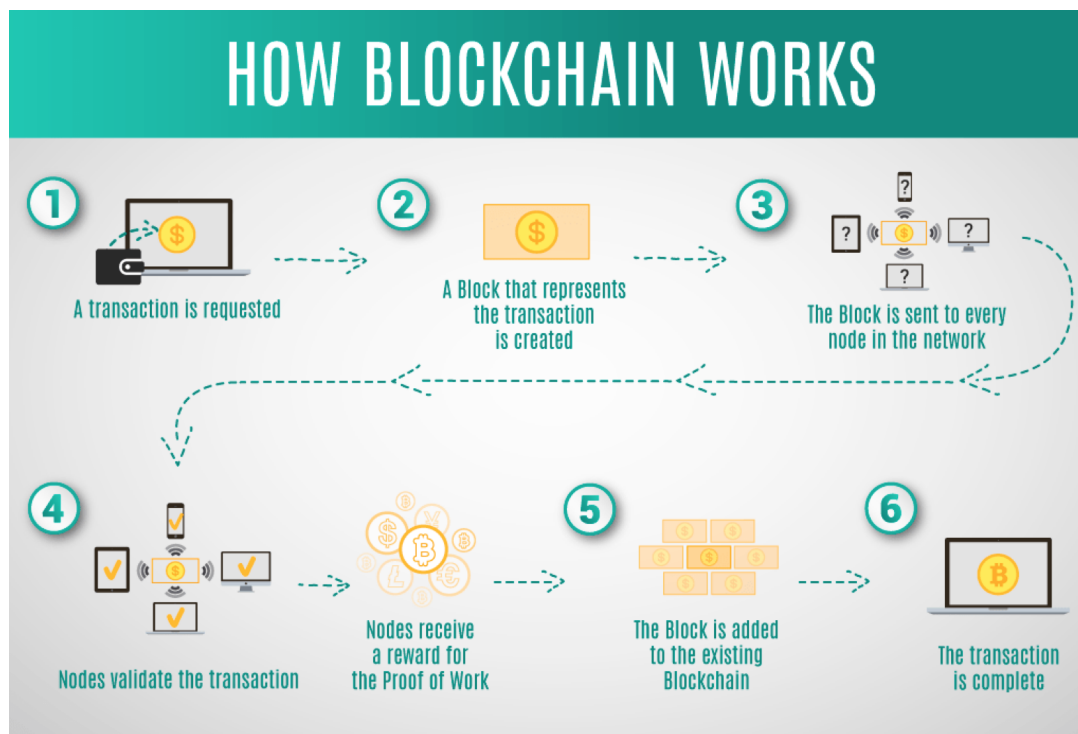 HOW BLOCKCHAIN WORKS
1
A transaction is requested
2
A Block that represents
the transaction
is created
3
The Block is sent to every
node in the network
4
Nodes validate the transaction
Nodes receive
a reward for
the Proof of Work
5
The Block is added
to the existing
Blockchain
6
The transaction
is complete